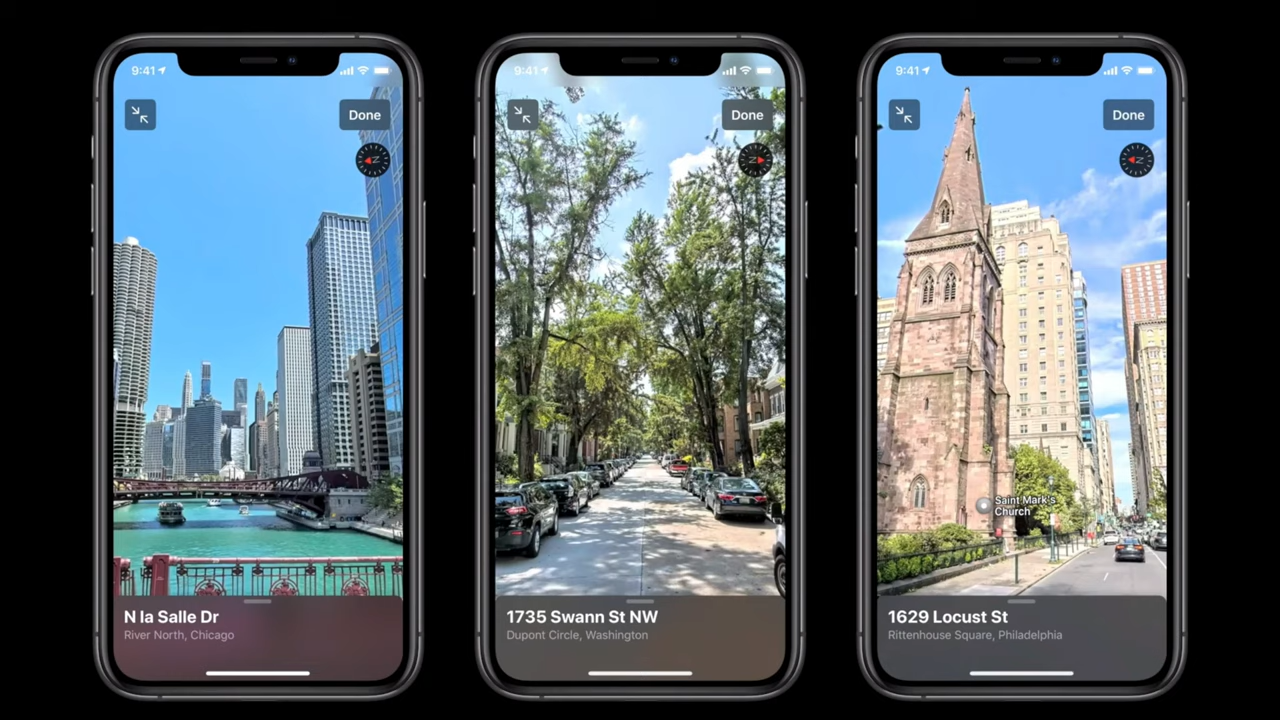 9:41
Done
Z
N la Salle Dr
River North, Chicago
9:41
Done
Z
1735 Swann St NW
Dupont Circle, Washington
9:41
Done
Z
Saint Mark's
Church
1629 Locust St
Rittenhouse Square, Philadelphia